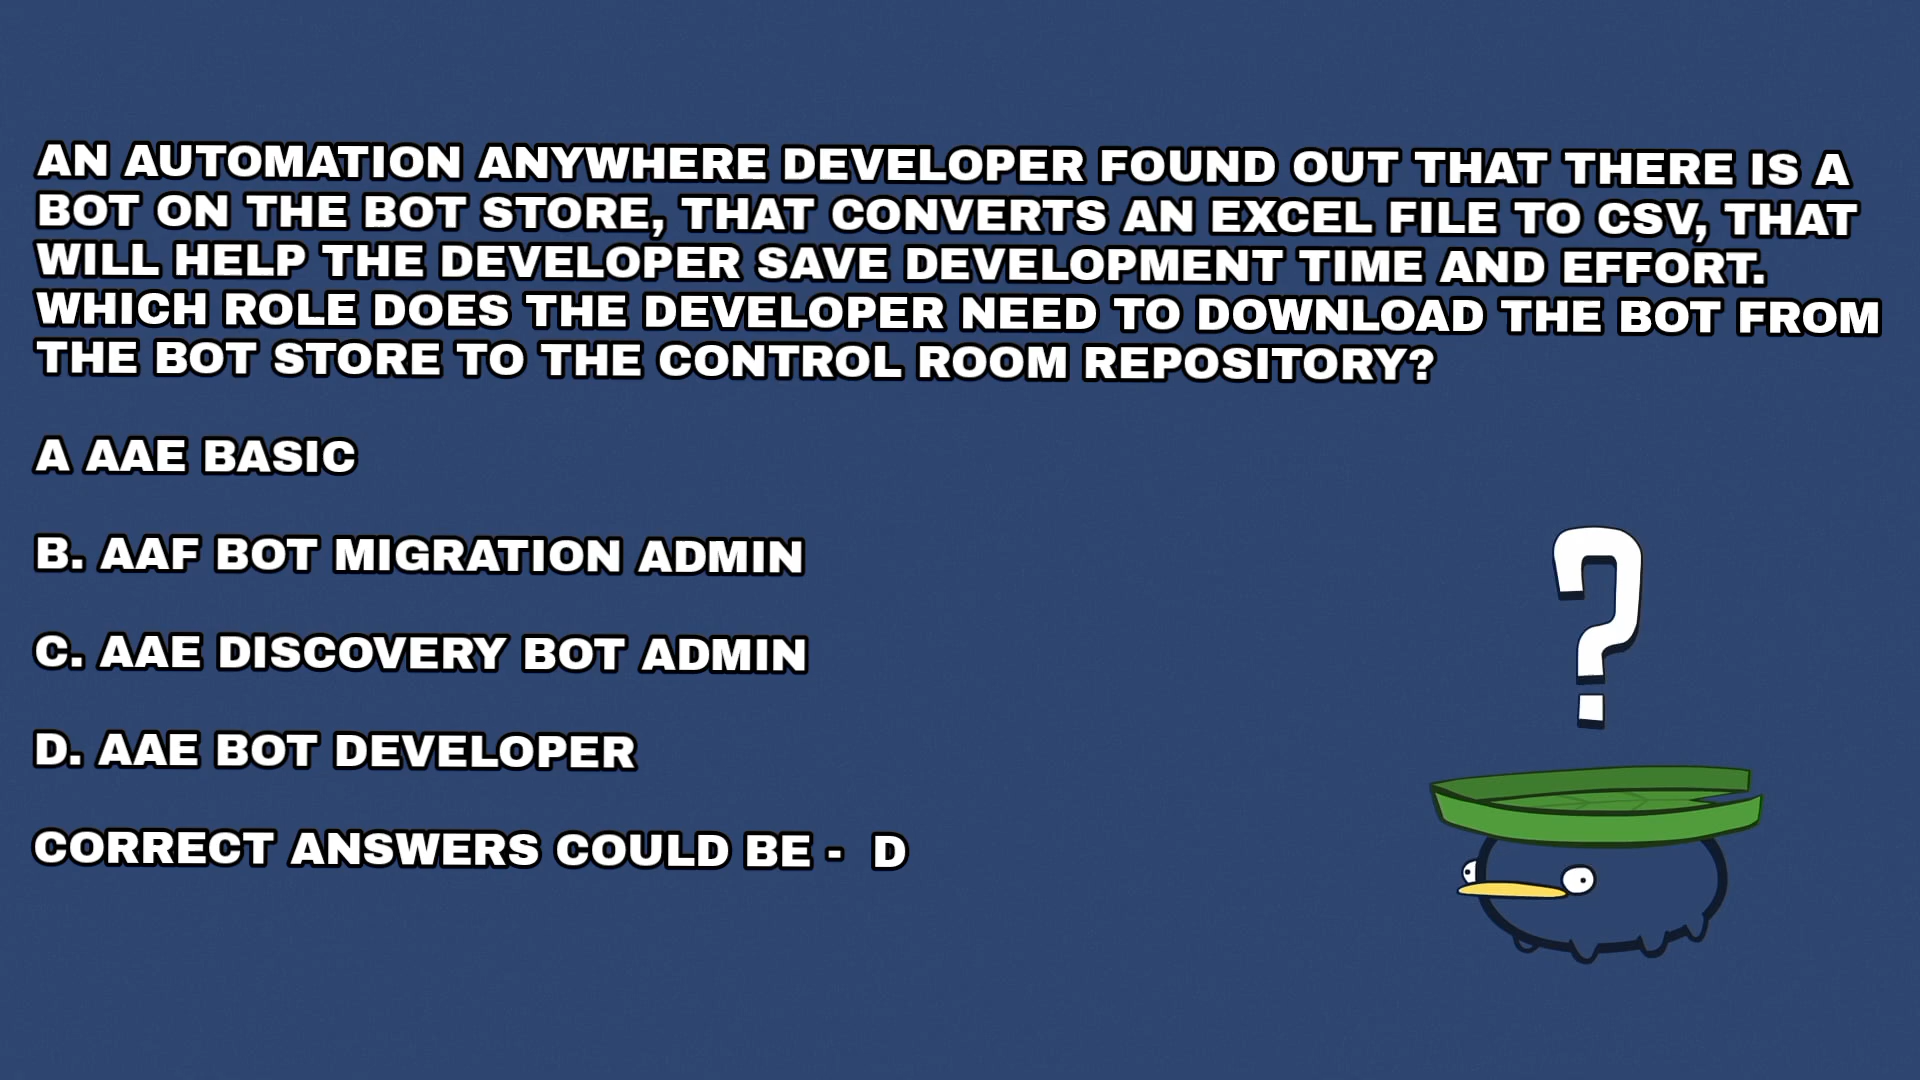 AN AUTOMATION ANYWHERE DEVELOPER FOUND OUT THAT THERE IS A
BOT ON THE BOT STORE, THAT CONVERTS AN EXCEL FILE TO CSV, THAT
WILL HELP THE DEVELOPER SAVE DEVELOPMENT TIME AND EFFORT.
WHICH ROLE DOES THE DEVELOPER NEED TO DOWNLOAD THE BOT FROM
THE BOT STORE TO THE CONTROL ROOM REPOSITORY?
A AAE BASIC
B. AAF BOT MIGRATION ADMIN
C. AAE DISCOVERY BOT ADMIN
D. AAE BOT DEVELOPER
CORRECT ANSWERS COULD BE - D
?